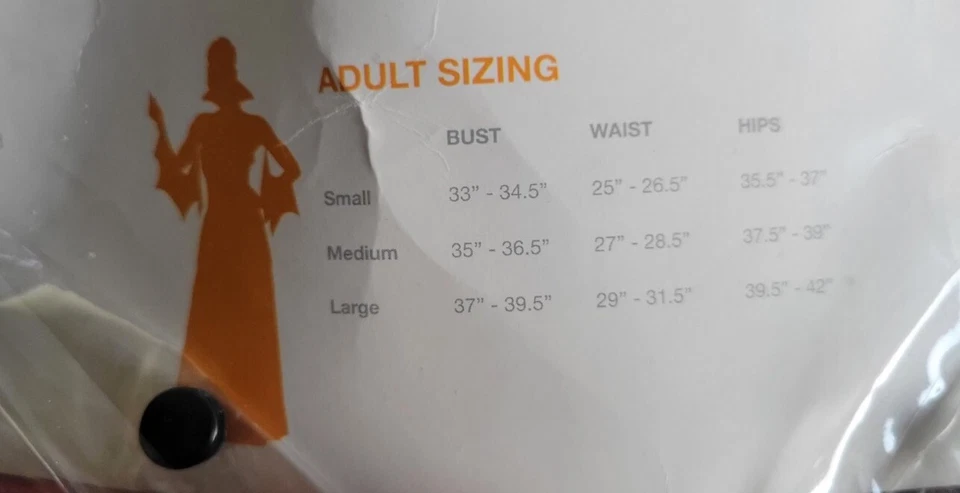 ADULT SIZING
BUST WAIST HIPS
Small 33” - 34.5” 25” - 26.5” 35.5” - 37”
Medium 35” - 36.5” 27” - 28.5” 37.5” - 39”
Large 37” - 39.5” 29” - 31.5” 39.5” - 42”